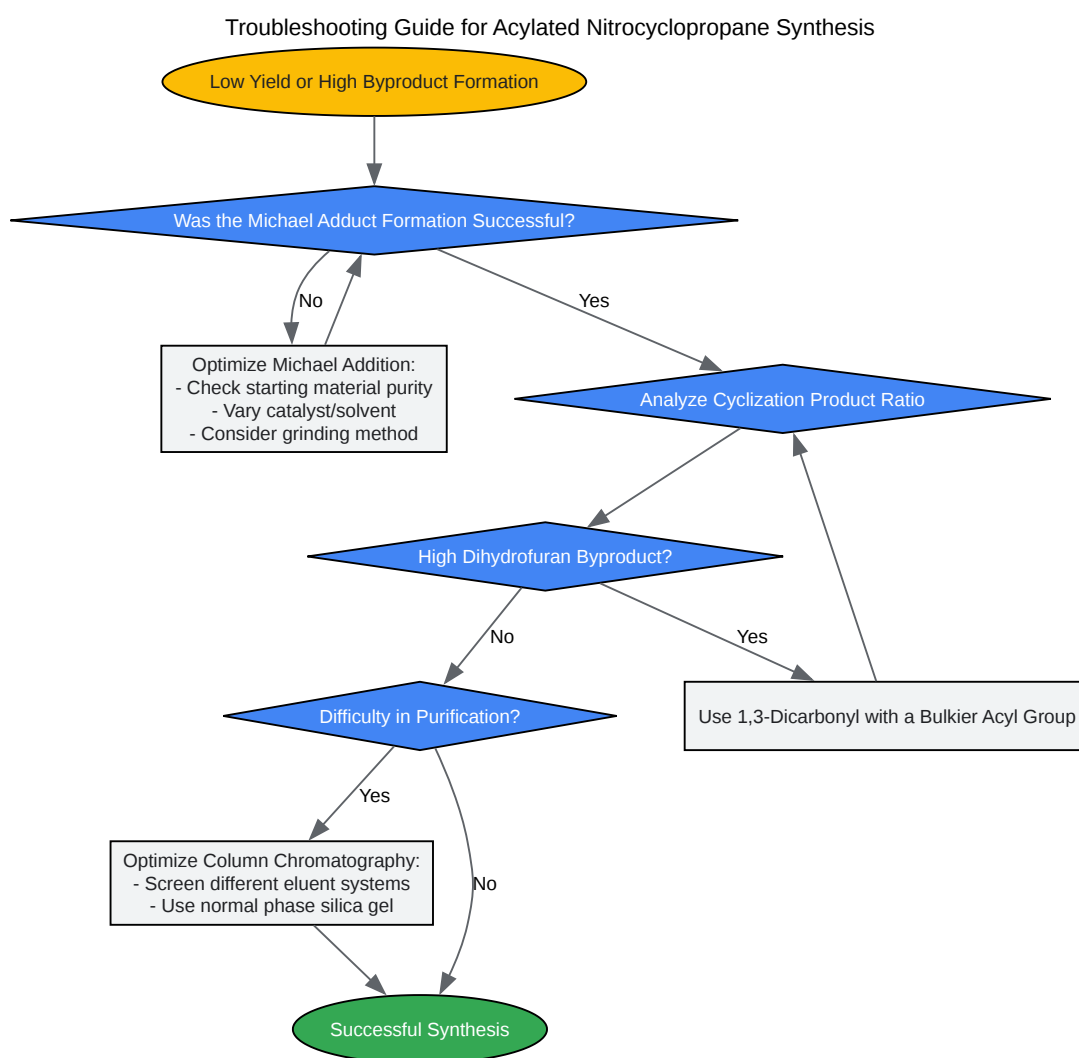 Troubleshooting Guide for Acylated Nitrocyclopropane Synthesis
Low Yield or High Byproduct Formation
Was the Michael Adduct Formation Successful?
No
Yes
Optimize Michael Addition:
- Check starting material purity
- Vary catalyst/solvent
- Consider grinding method
Analyze Cyclization Product Ratio
High Dihydrofuran Byproduct?
No
Yes
Difficulty in Purification?
Use 1,3-Dicarbonyl with a Bulkier Acyl Group
Yes
No
Optimize Column Chromatography:
- Screen different eluent systems
- Use normal phase silica gel
Successful Synthesis